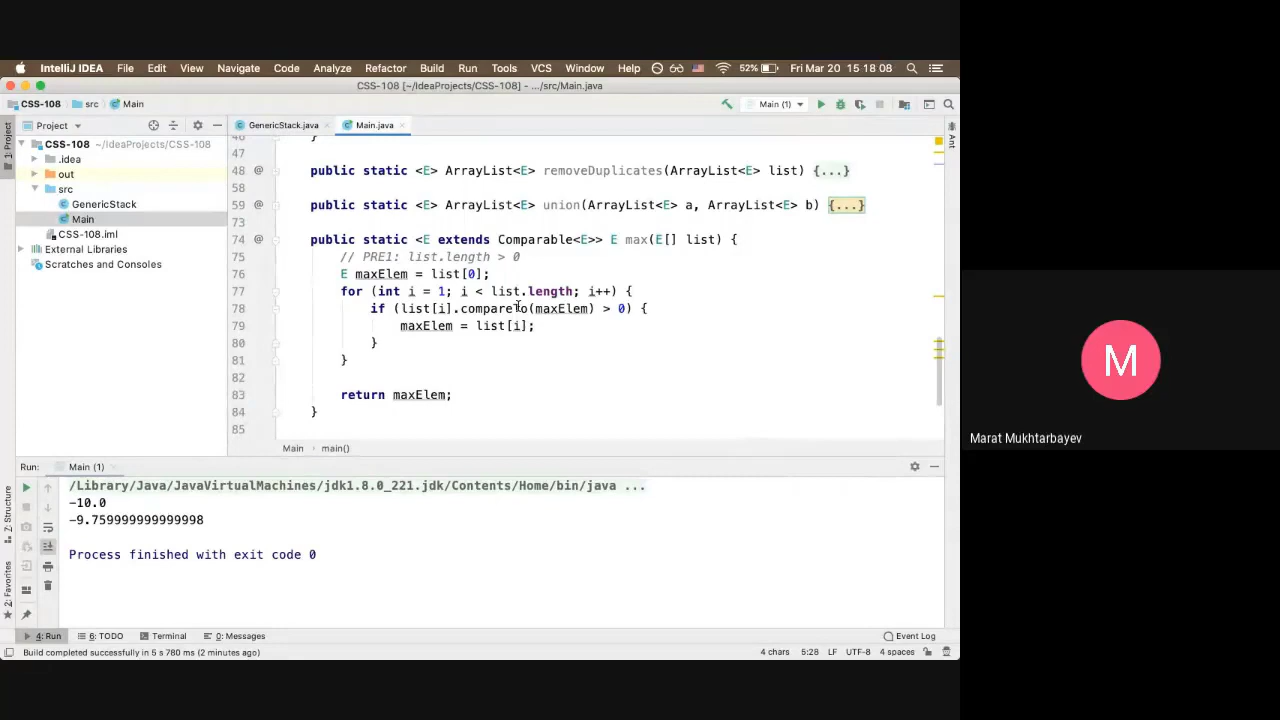 IntelliJ IDEA File Edit View Navigate Code Analyze Refactor Build Run Tools VCS Window Help 52% Fri Mar 20 15 18 08
CSS-108 [~/IdeaProjects/CSS-108] - .../src/Main.java
CSS-108 src Main Main (1)
Project GenericStack.java Main.java
1: Project
Ant
CSS-108 ~/IdeaProjects/CSS-108
.idea
out
src
GenericStack
Main
CSS-108.iml
External Libraries
Scratches and Consoles
46 }
47
48 @ public static <E> ArrayList<E> removeDuplicates(ArrayList<E> list) {...}
58
59 @ public static <E> ArrayList<E> union(ArrayList<E> a, ArrayList<E> b) {...}
73
74 @ public static <E extends Comparable<E>> E max(E[] list) {
75 // PRE1: list.length > 0
76 E maxElem = list[0];
77 for (int i = 1; i < list.length; i++) {
78 if (list[i].compareTo(maxElem) > 0) {
79 maxElem = list[i];
80 }
81 }
82
83 return maxElem;
84 }
85
Main main()
Run: Main (1)
/Library/Java/JavaVirtualMachines/jdk1.8.0_221.jdk/Contents/Home/bin/java ...
-10.0
-9.759999999999998
Process finished with exit code 0
7: Structure
2: Favorites
4: Run 6: TODO Terminal 0: Messages Event Log
Build completed successfully in 5 s 780 ms (2 minutes ago) 4 chars 5:28 LF UTF-8 4 spaces
M
Marat Mukhtarbayev